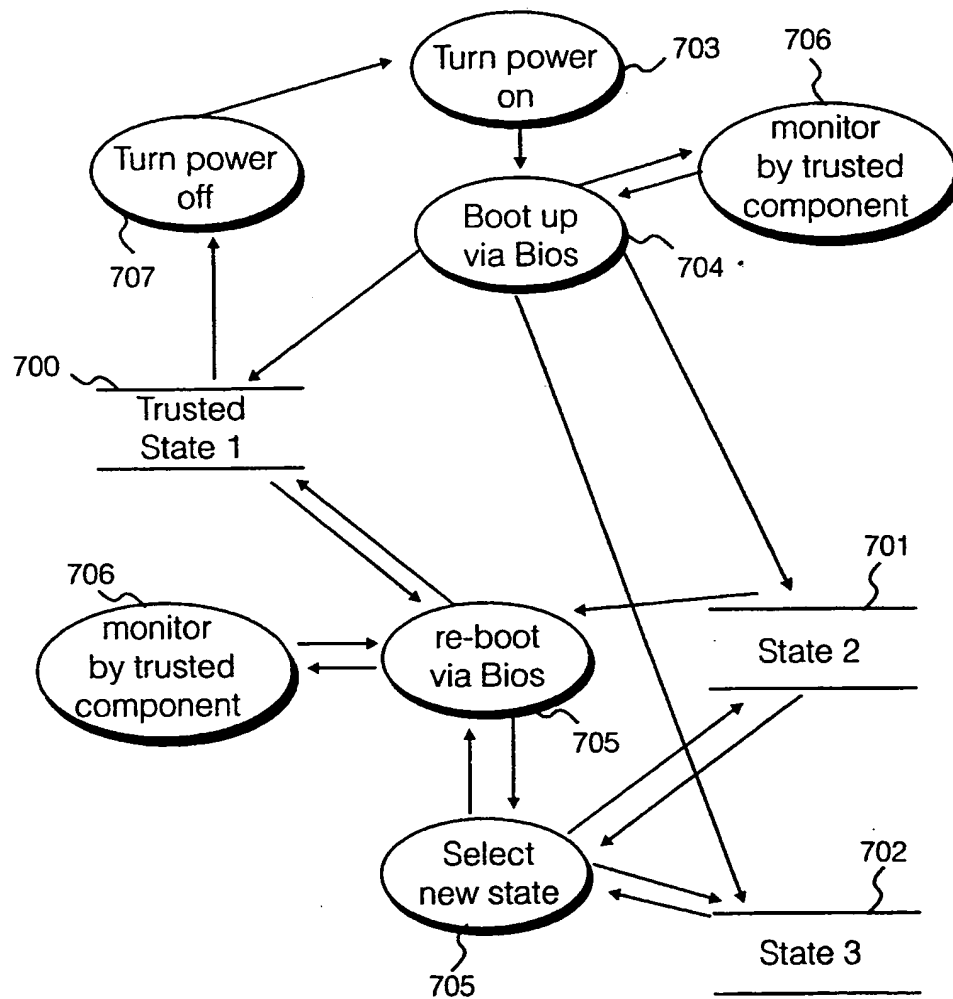 Turn power
on
703
706
monitor
by trusted
component
Turn power
off
707
Boot up
via Bios
704
700
Trusted
State 1
701
State 2
706
monitor
by trusted
component
re-boot
via Bios
705
Select
new state
705
702
State 3